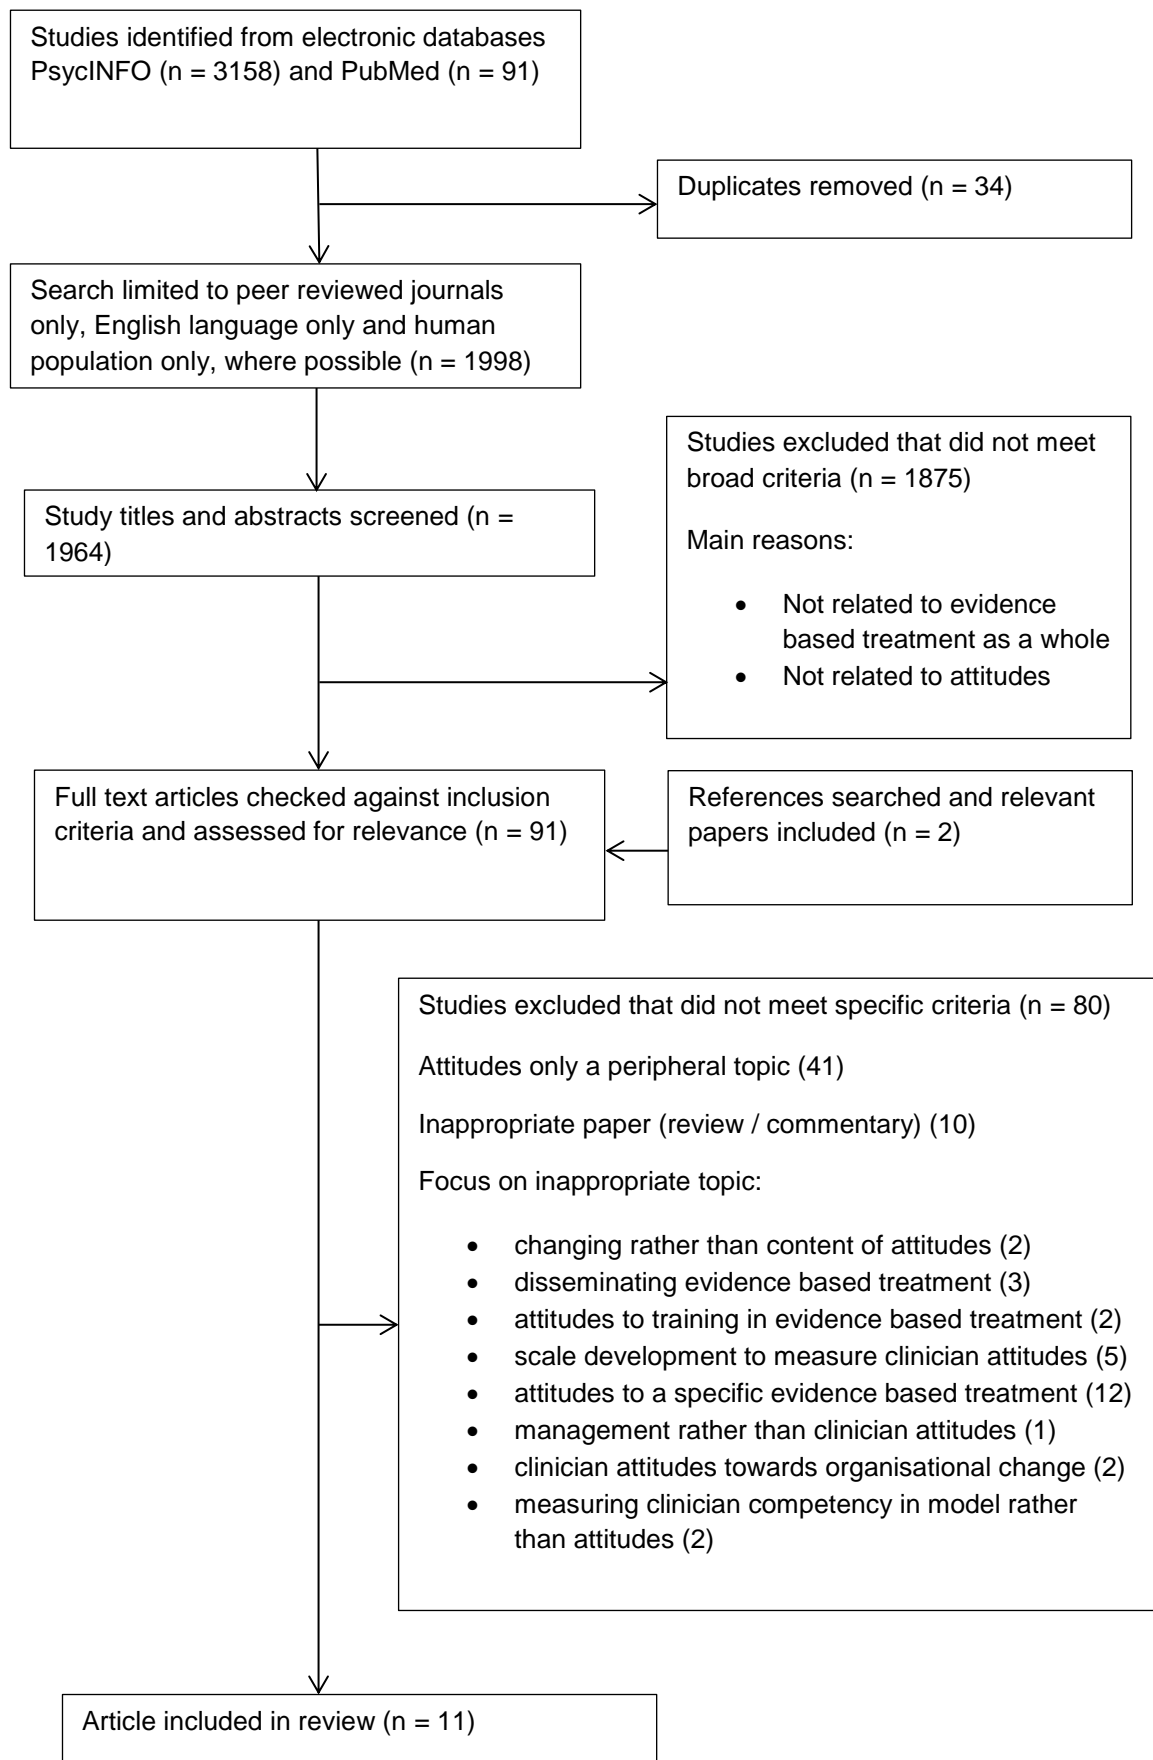 Studies identified from electronic databases
PsycINFO (n = 3158) and PubMed (n = 91)
Duplicates removed (n = 34)
Search limited to peer reviewed journals
only, English language only and human
population only, where possible (n = 1998)
Studies excluded that did not meet
broad criteria (n = 1875)
Main reasons:
• Not related to evidence
based treatment as a whole
• Not related to attitudes
Study titles and abstracts screened (n =
1964)
Full text articles checked against inclusion
criteria and assessed for relevance (n = 91)
References searched and relevant
papers included (n = 2)
Studies excluded that did not meet specific criteria (n = 80)
Attitudes only a peripheral topic (41)
Inappropriate paper (review / commentary) (10)
Focus on inappropriate topic:
• changing rather than content of attitudes (2)
• disseminating evidence based treatment (3)
• attitudes to training in evidence based treatment (2)
• scale development to measure clinician attitudes (5)
• attitudes to a specific evidence based treatment (12)
• management rather than clinician attitudes (1)
• clinician attitudes towards organisational change (2)
• measuring clinician competency in model rather
than attitudes (2)
Article included in review (n = 11)